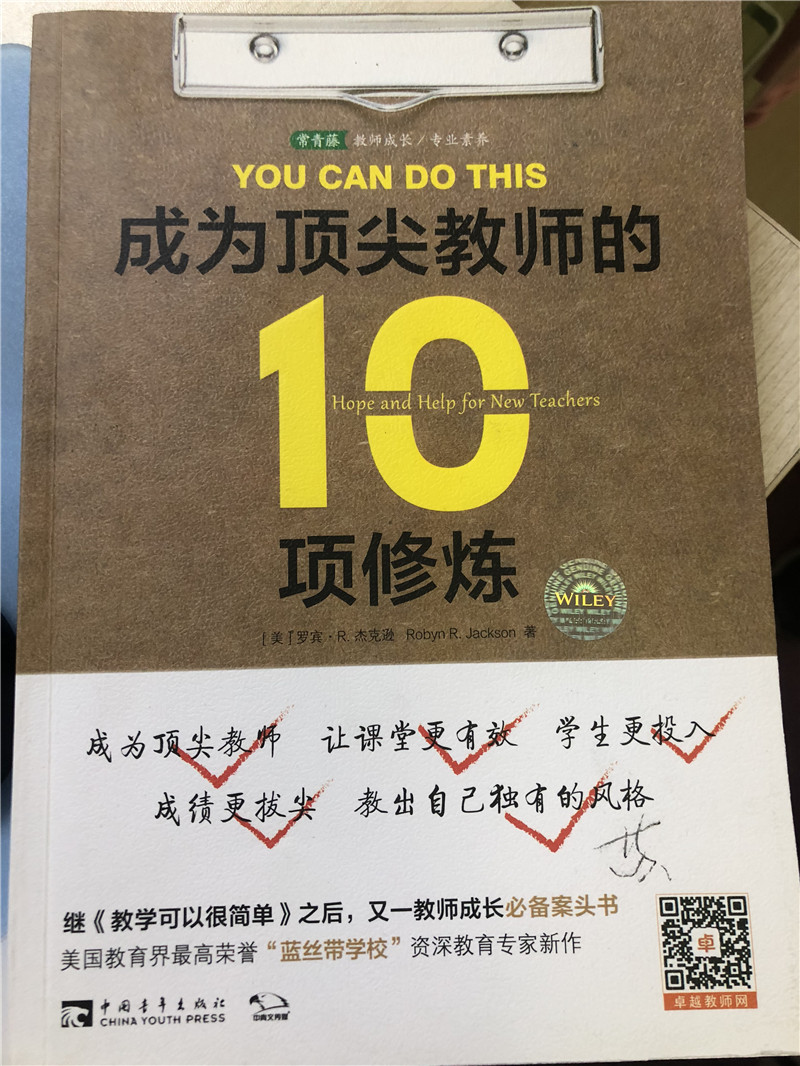 常青藤 教师成长/专业素养
YOU CAN DO THIS
成为顶尖教师的
10
Hope and Help for New Teachers
项修炼
WILEY
[美]罗宾·R. 杰克逊 Robyn R. Jackson 著
成为顶尖教师 让课堂更有效 学生更投入
成绩更拔尖 教出自己独有的风格
继《教学可以很简单》之后，又一教师成长必备案头书
美国教育界最高荣誉“蓝丝带学校”资深教育专家新作
卓
中国青年出版社
CHINA YOUTH PRESS
中青文传媒
卓越教师网